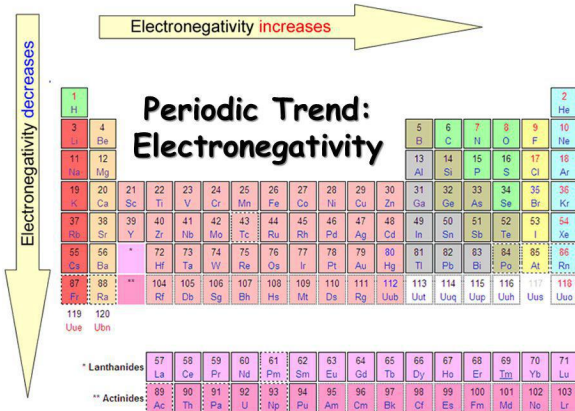 Electronegativity increases
Electronegativity decreases
Periodic Trend:
Electronegativity
1 2
H He
3 4 5 6 7 8 9 10
Li Be B C N O F Ne
11 12 13 14 15 16 17 18
Na Mg Al Si P S Cl Ar
19 20 21 22 23 24 25 26 27 28 29 30 31 32 33 34 35 36
K Ca Sc Ti V Cr Mn Fe Co Ni Cu Zn Ga Ge As Se Br Kr
37 38 39 40 41 42 43 44 45 46 47 48 49 50 51 52 53 54
Rb Sr Y Zr Nb Mo Tc Ru Rh Pd Ag Cd In Sn Sb Te I Xe
55 56 * 72 73 74 75 76 77 78 79 80 81 82 83 84 85 86
Cs Ba Hf Ta W Re Os Ir Pt Au Hg Tl Pb Bi Po At Rn
87 88 ** 104 105 106 107 108 109 110 111 112 113 114 115 116 117 118
Fr Ra Rf Db Sg Bh Hs Mt Ds Rg Uub Uut Uuq Uup Uuh Uus Uuo
119 120
Uue Ubn
57 58 59 60 61 62 63 64 65 66 67 68 69 70 71
* Lanthanides La Ce Pr Nd Pm Sm Eu Gd Tb Dy Ho Er Tm Yb Lu
89 90 91 92 93 94 95 96 97 98 99 100 101 102 103
** Actinides Ac Th Pa U Np Pu Am Cm Bk Cf Es Fm Md No Lr